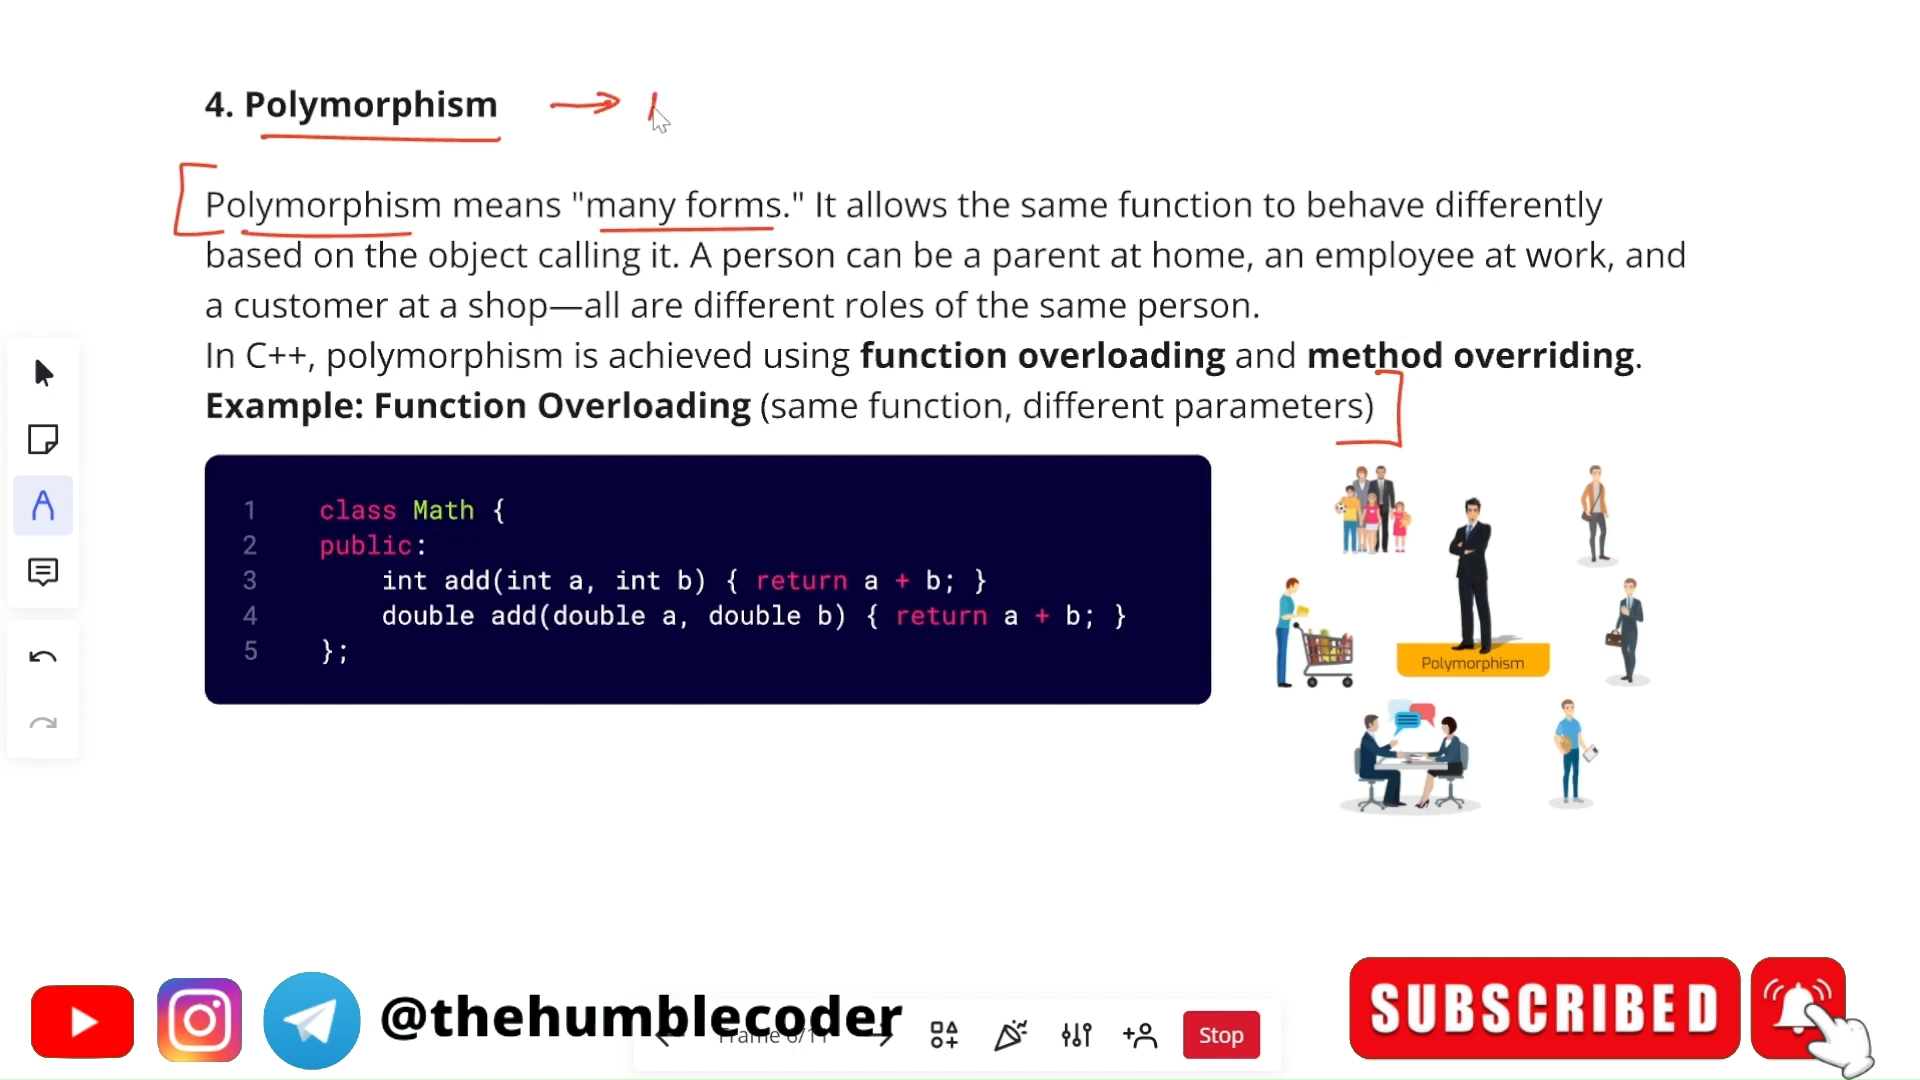 4. Polymorphism
Polymorphism means "many forms." It allows the same function to behave differently
based on the object calling it. A person can be a parent at home, an employee at work, and
a customer at a shop—all are different roles of the same person.
In C++, polymorphism is achieved using function overloading and method overriding.
Example: Function Overloading (same function, different parameters)
1 class Math {
2 public:
3 int add(int a, int b) { return a + b; }
4 double add(double a, double b) { return a + b; }
5 };
Polymorphism
@thehumblecoder
Frame 6/11
Stop
SUBSCRIBED